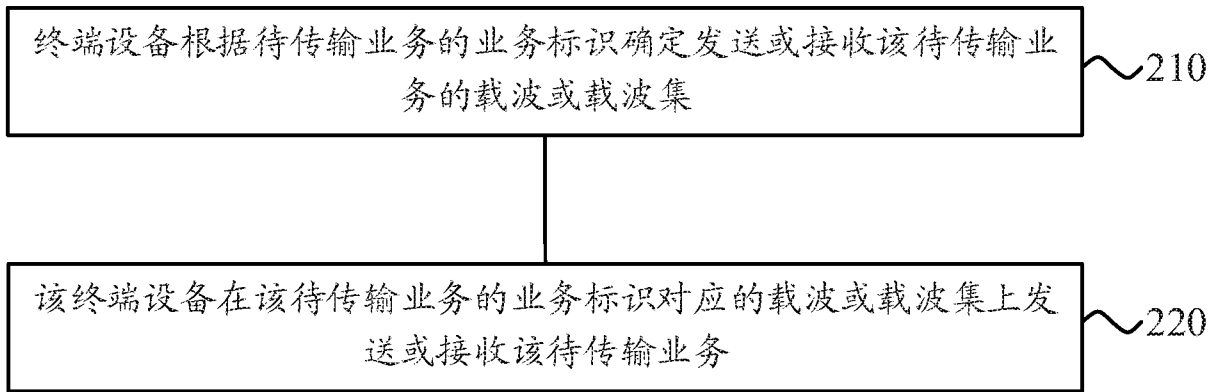 终端设备根据待传输业务的业务标识确定发送或接收该待传输业
务的载波或载波集
210
该终端设备在该待传输业务的业务标识对应的载波或载波集上发
送或接收该待传输业务
220